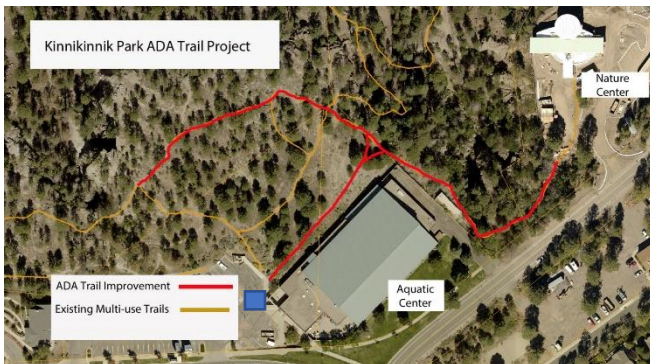 Kinnikinnik Park ADA Trail Project
Nature
Center
Aquatic
Center
ADA Trail Improvement
Existing Multi-use Trails